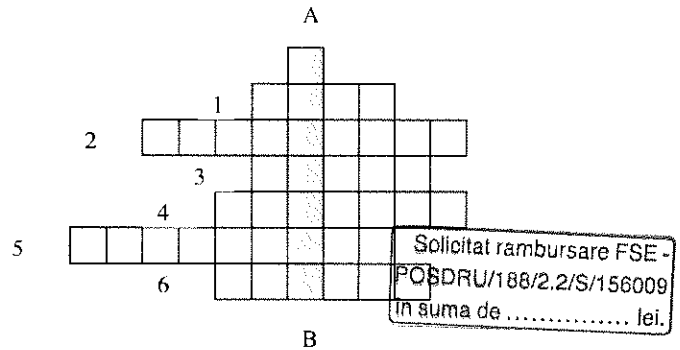 A
1
2
3
4
5
Solicitat rambursare FSE -
POSDRU/188/2.2/S/156009
în suma de ............... lei.
6
B